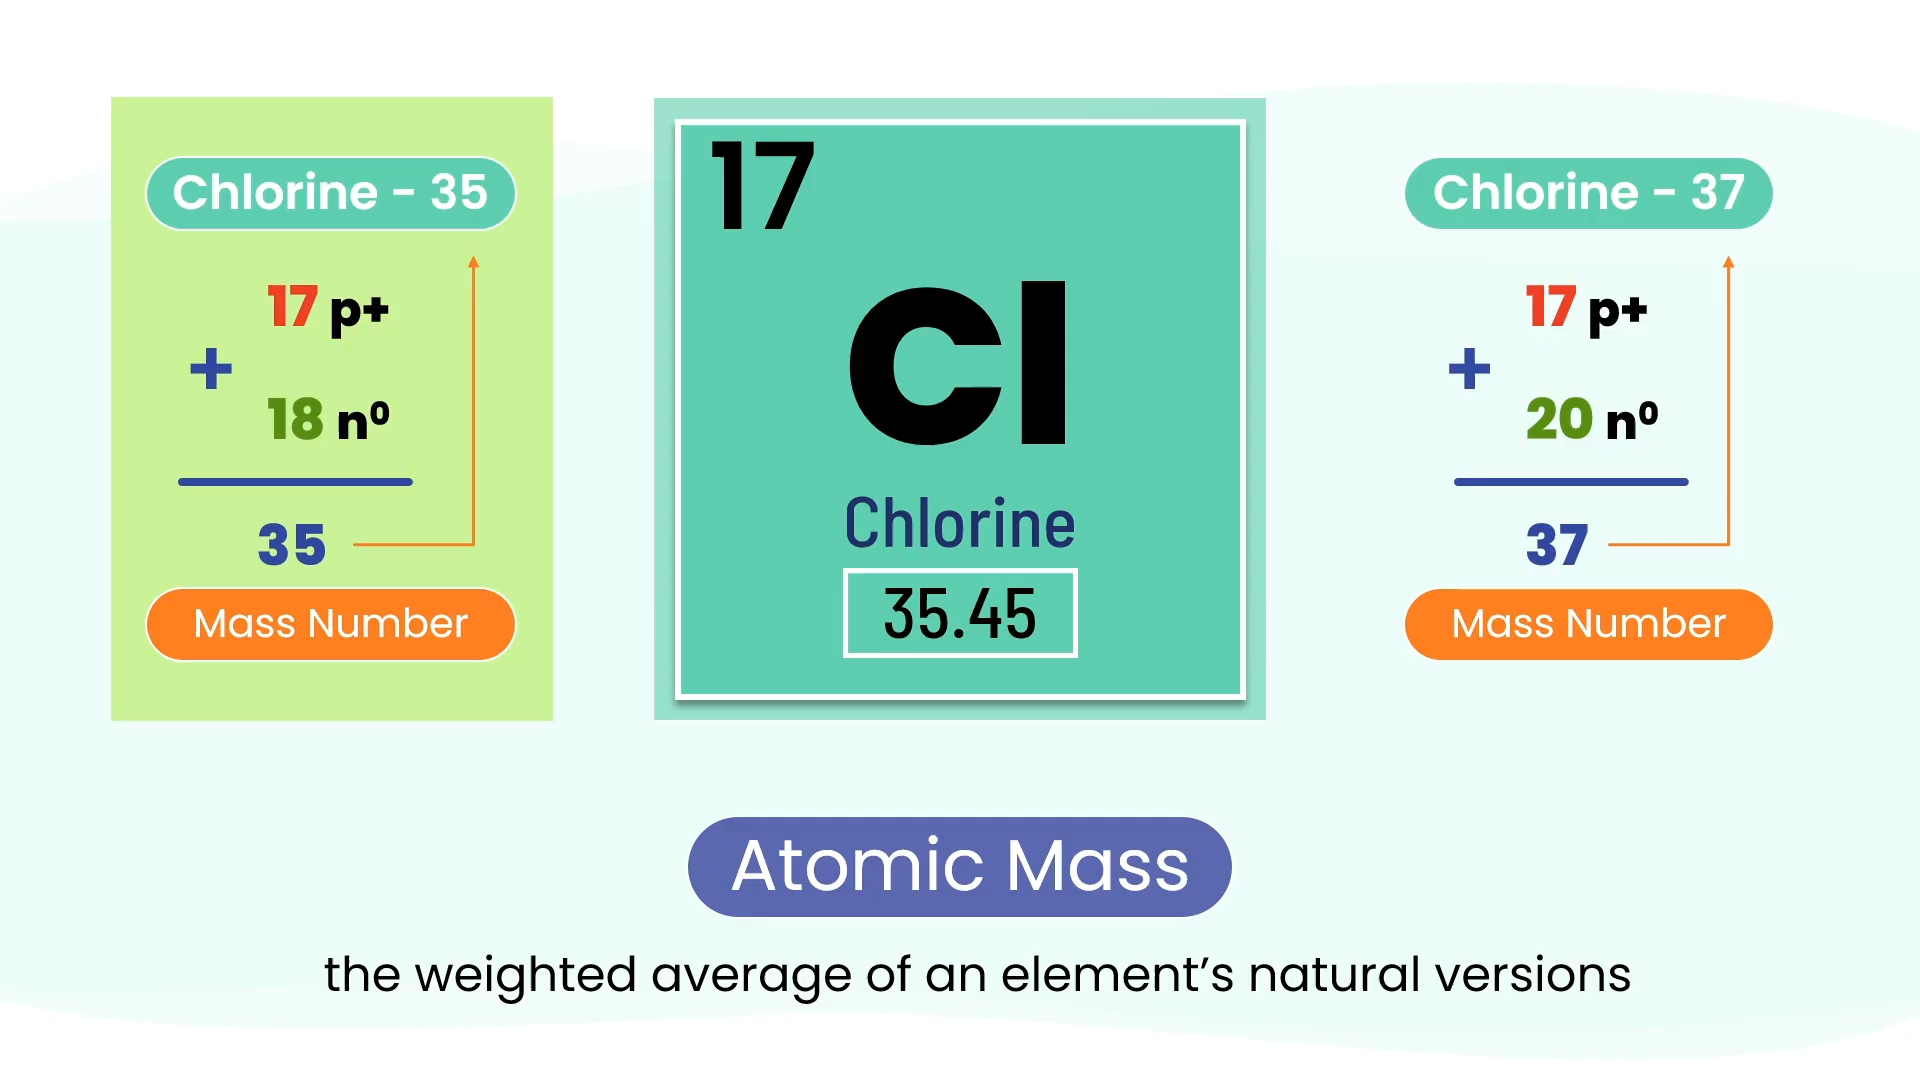 Chlorine - 35
17 p+
+
18 n⁰
35
Mass Number
17
Cl
Chlorine
35.45
Chlorine - 37
17 p+
+
20 n⁰
37
Mass Number
Atomic Mass
the weighted average of an element’s natural versions